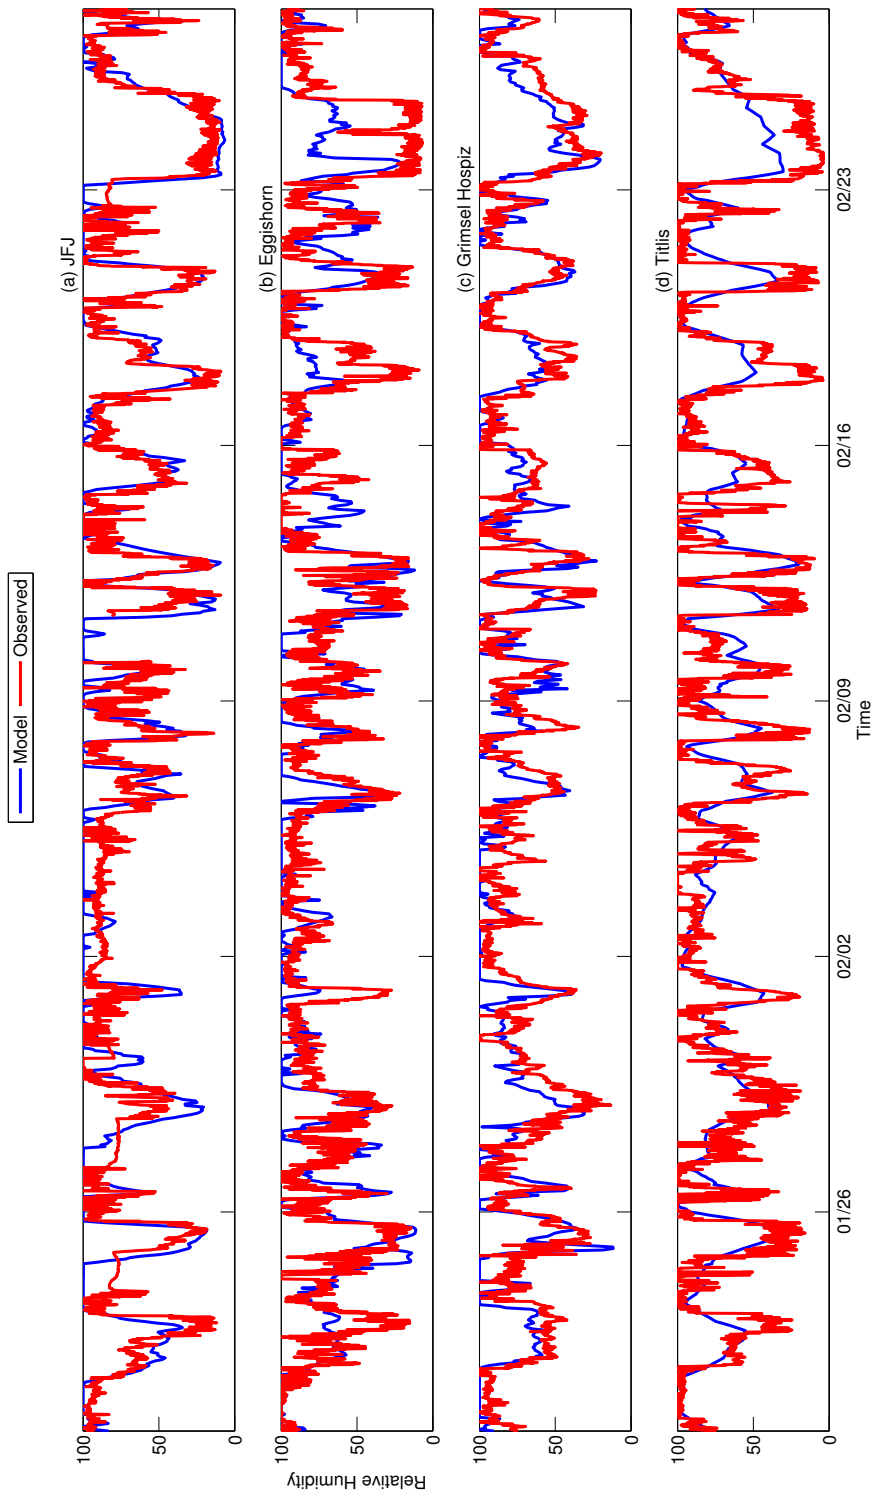 Model Observed
(a) JFJ
100
50
0
(b) Eggishorn
100
50
0
Relative Humidity
(c) Grimsel Hospiz
100
50
0
(d) Titlis
100
50
0
01/26 02/02 02/09 02/16 02/23
Time